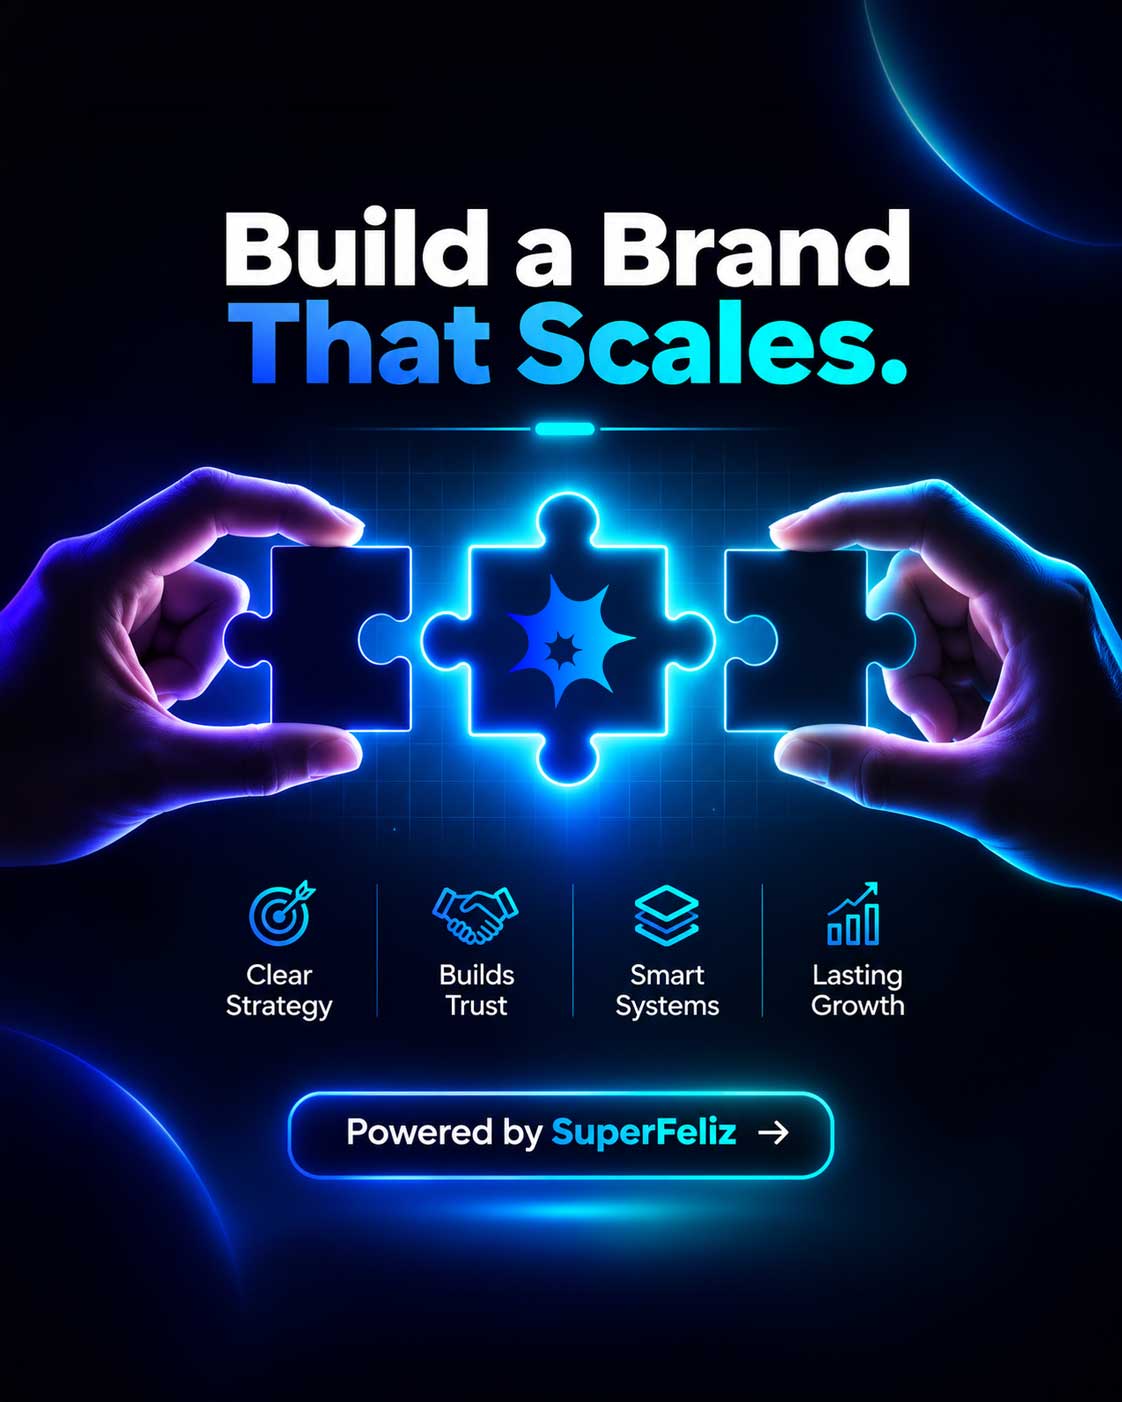 Build a Brand
That Scales.
Clear
Strategy
Builds
Trust
Smart
Systems
Lasting
Growth
Powered by SuperFeliz →